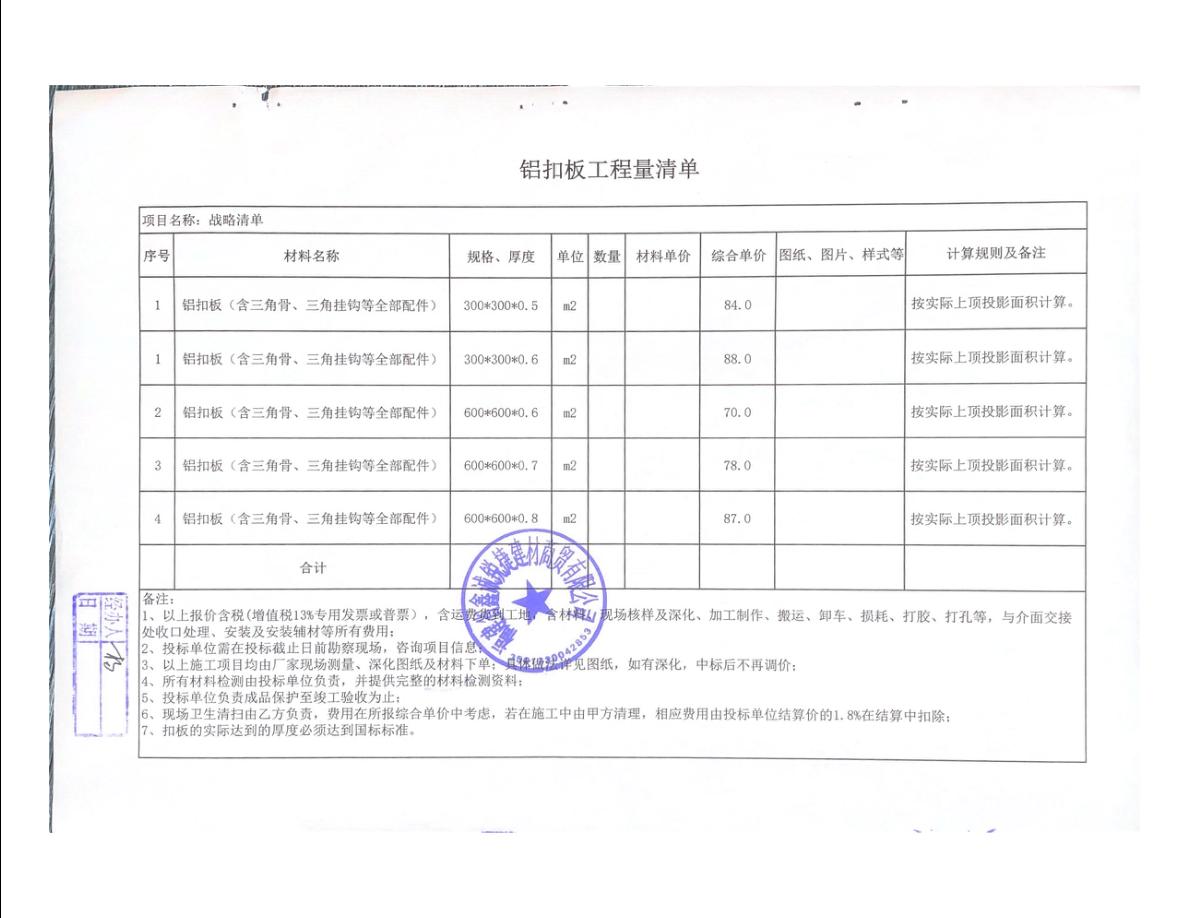 铝扣板工程量清单
项目名称：战略清单
序号 材料名称 规格、厚度 单位 数量 材料单价 综合单价 图纸、图片、样式等 计算规则及备注
1 铝扣板（含三角骨、三角挂钩等全部配件） 300*300*0.5 m2 84.0 按实际上顶投影面积计算。
1 铝扣板（含三角骨、三角挂钩等全部配件） 300*300*0.6 m2 88.0 按实际上顶投影面积计算。
2 铝扣板（含三角骨、三角挂钩等全部配件） 600*600*0.6 m2 70.0 按实际上顶投影面积计算。
3 铝扣板（含三角骨、三角挂钩等全部配件） 600*600*0.7 m2 78.0 按实际上顶投影面积计算。
4 铝扣板（含三角骨、三角挂钩等全部配件） 600*600*0.8 m2 87.0 按实际上顶投影面积计算。
合计
备注：
1、以上报价含税(增值税13%专用发票或普票），含运费卸到工地，含材料、现场核样及深化、加工制作、搬运、卸车、损耗、打胶、打孔等，与介面交接
处收口处理、安装及安装辅材等所有费用；
2、投标单位需在投标截止日前勘察现场，咨询项目信息；
3、以上施工项目均由厂家现场测量、深化图纸及材料下单；具体做法详见图纸，如有深化，中标后不再调价；
4、所有材料检测由投标单位负责，并提供完整的材料检测资料；
5、投标单位负责成品保护至竣工验收为止；
6、现场卫生清扫由乙方负责，费用在所报综合单价中考虑，若在施工中由甲方清理，相应费用由投标单位结算价的1.8%在结算中扣除；
7、扣板的实际达到的厚度必须达到国标标准。
锐捷建材商贸有限公司
经办人
日期